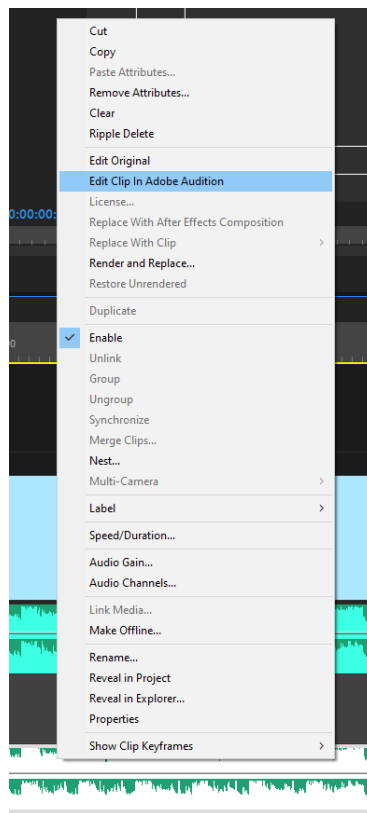 Cut
Copy
Paste Attributes...
Remove Attributes...
Clear
Ripple Delete
Edit Original
Edit Clip In Adobe Audition
0:00:00:
License...
Replace With After Effects Composition
Replace With Clip
Render and Replace...
Restore Unrendered
Duplicate
Enable
Unlink
Group
Ungroup
Synchronize
Merge Clips...
Nest...
Multi-Camera
Label
Speed/Duration...
Audio Gain...
Audio Channels...
Link Media...
Make Offline...
Rename...
Reveal in Project
Reveal in Explorer...
Properties
Show Clip Keyframes